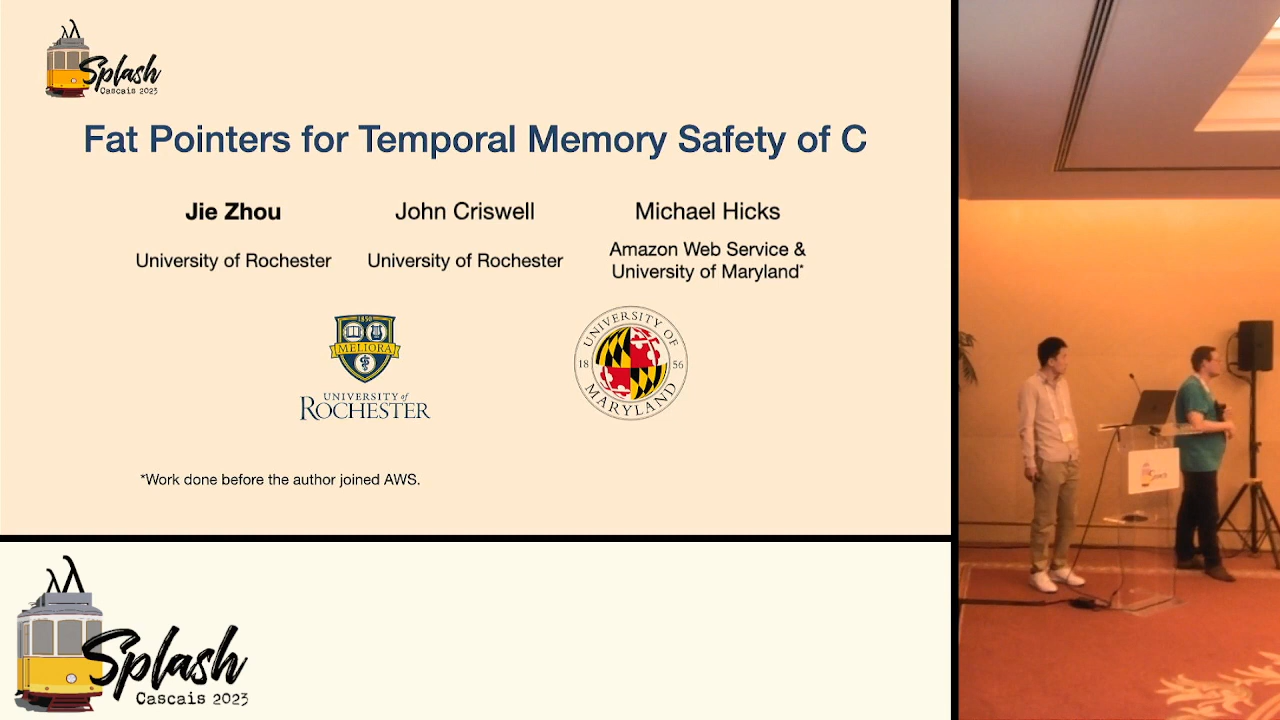 Splash
Cascais 2023
Fat Pointers for Temporal Memory Safety of C
Jie Zhou
John Criswell
Michael Hicks
University of Rochester
University of Rochester
Amazon Web Service &
University of Maryland*
1850
MELIORA
UNIVERSITY of
ROCHESTER
UNIVERSITY OF
18 56
MARYLAND
*Work done before the author joined AWS.
Splash
Cascais 2023